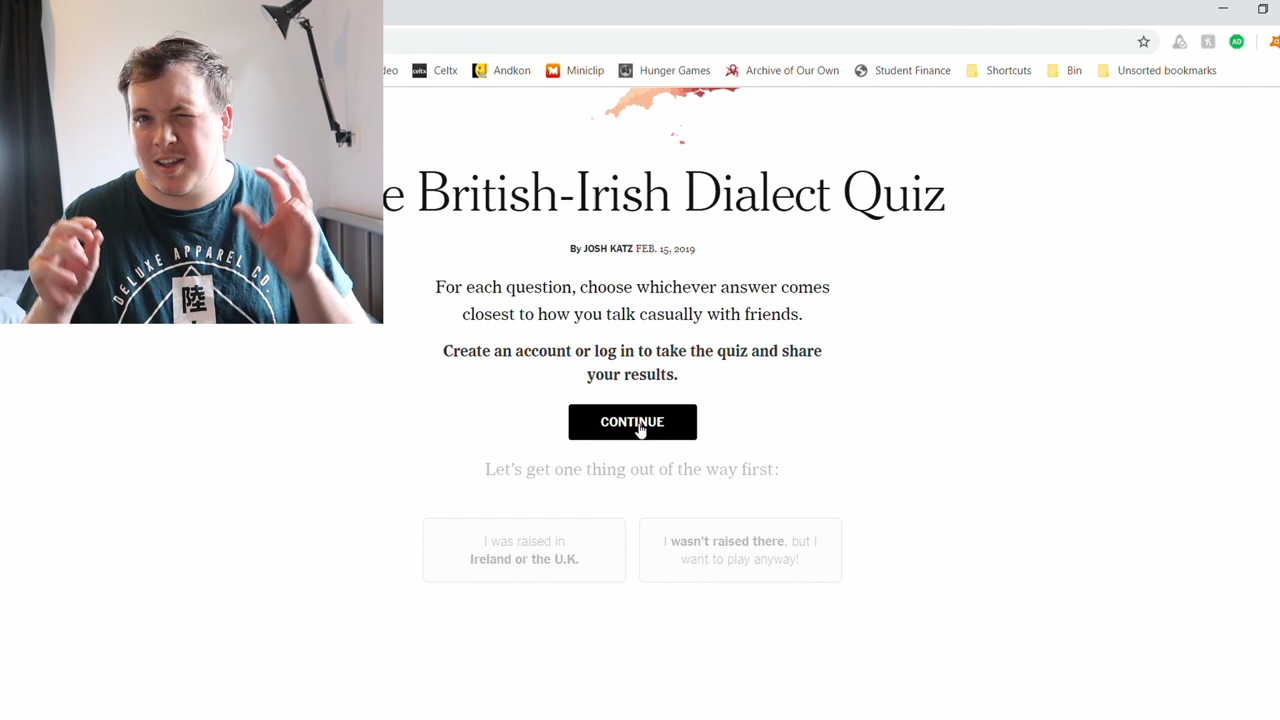 AD
deo
celtx
Celtx
Andkon
Miniclip
Hunger Games
Archive of Our Own
Student Finance
Shortcuts
Bin
Unsorted bookmarks
e British-Irish Dialect Quiz
By JOSH KATZ FEB. 15, 2019
For each question, choose whichever answer comes
closest to how you talk casually with friends.
Create an account or log in to take the quiz and share
your results.
CONTINUE
Let's get one thing out of the way first:
I was raised in
Ireland or the U.K.
I wasn't raised there, but I
want to play anyway!
DELUXE APPAREL CO.
陸